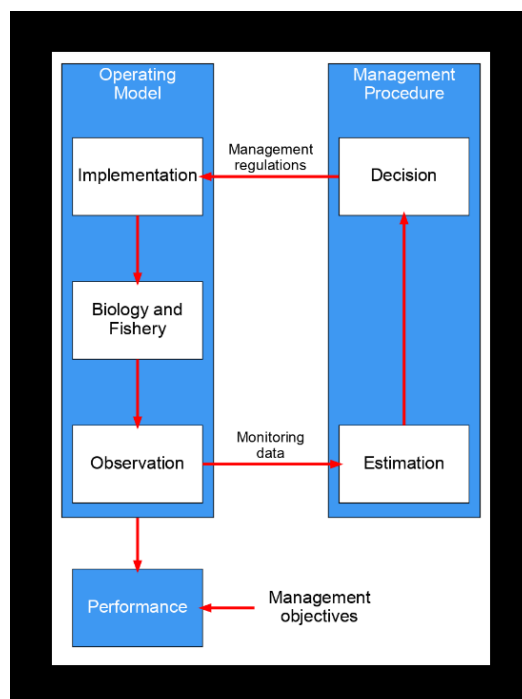 Operating
Model
Management
Procedure
Management
regulations
Implementation
Decision
Biology and
Fishery
Monitoring
data
Observation
Estimation
Performance
Management
objectives